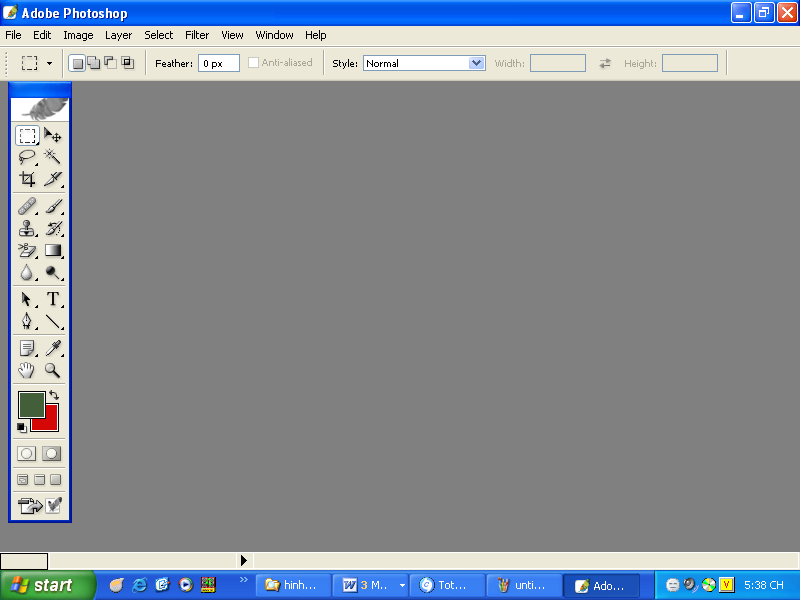 Adobe Photoshop
File Edit Image Layer Select Filter View Window Help
Feather: 0 px Anti-aliased Style: Normal Width: Height:
T
start hinh... W 3 M... Tot... unti... Ado... V 5:38 CH